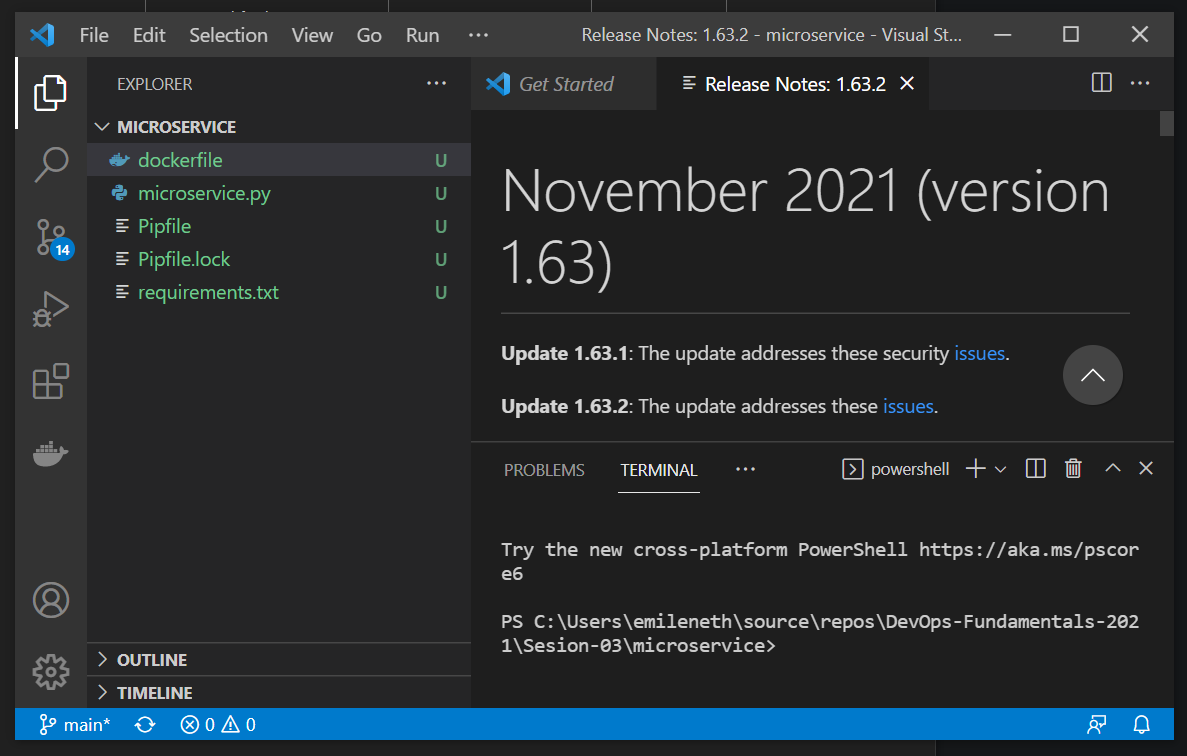 File Edit Selection View Go Run ··· Release Notes: 1.63.2 - microservice - Visual St...
EXPLORER ···
MICROSERVICE
dockerfile U
microservice.py U
Pipfile U
Pipfile.lock U
requirements.txt U
14
OUTLINE
TIMELINE
Get Started Release Notes: 1.63.2 ···
November 2021 (version
1.63)
Update 1.63.1: The update addresses these security issues.
Update 1.63.2: The update addresses these issues.
PROBLEMS TERMINAL ··· powershell
Try the new cross-platform PowerShell https://aka.ms/pscor
e6
PS C:\Users\emileneth\source\repos\DevOps-Fundamentals-202
1\Sesion-03\microservice>
main* 0 0